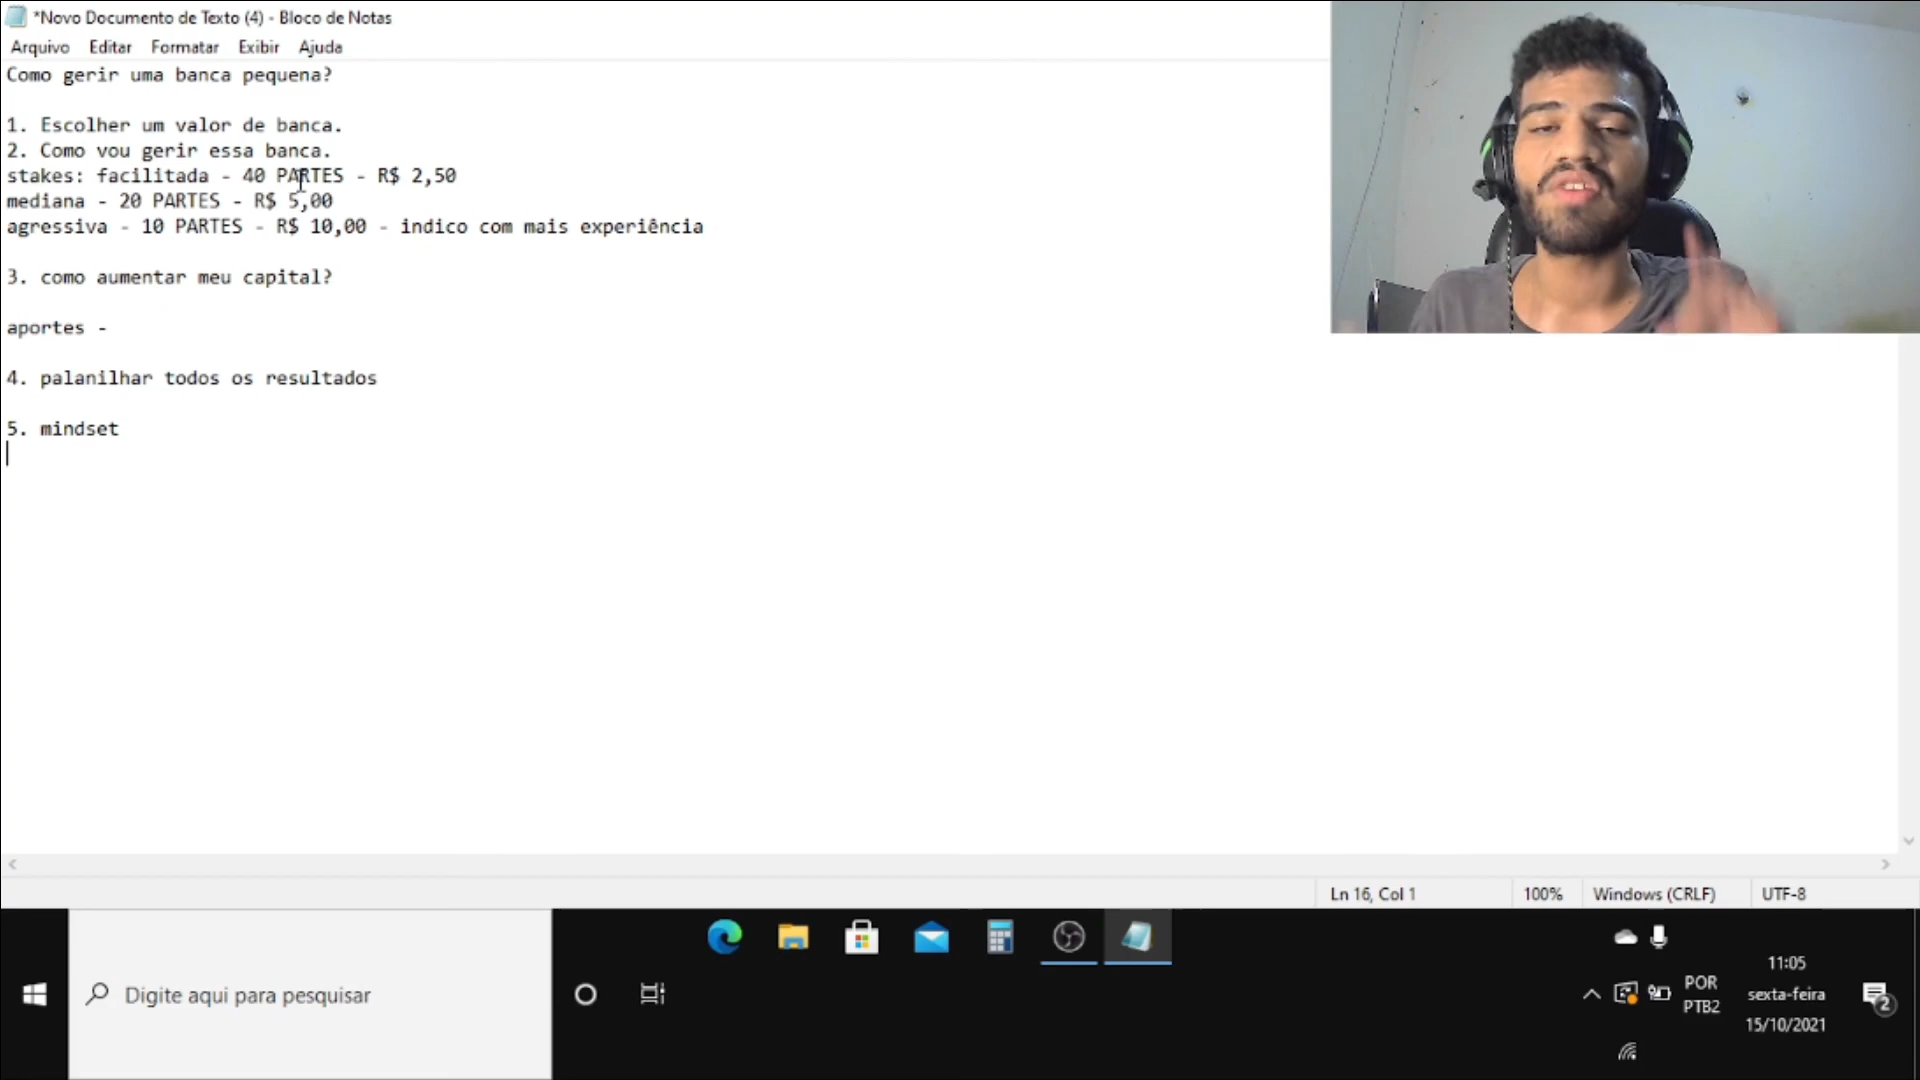 *Novo Documento de Texto (4) - Bloco de Notas
Arquivo Editar Formatar Exibir Ajuda
Como gerir uma banca pequena?
1. Escolher um valor de banca.
2. Como vou gerir essa banca.
stakes: facilitada - 40 PARTES - R$ 2,50
mediana - 20 PARTES - R$ 5,00
agressiva - 10 PARTES - R$ 10,00 - indico com mais experiência
3. como aumentar meu capital?
aportes -
4. palanilhar todos os resultados
5. mindset
Ln 16, Col 1 100% Windows (CRLF) UTF-8
Digite aqui para pesquisar
POR
PTB2
11:05
sexta-feira
15/10/2021
2